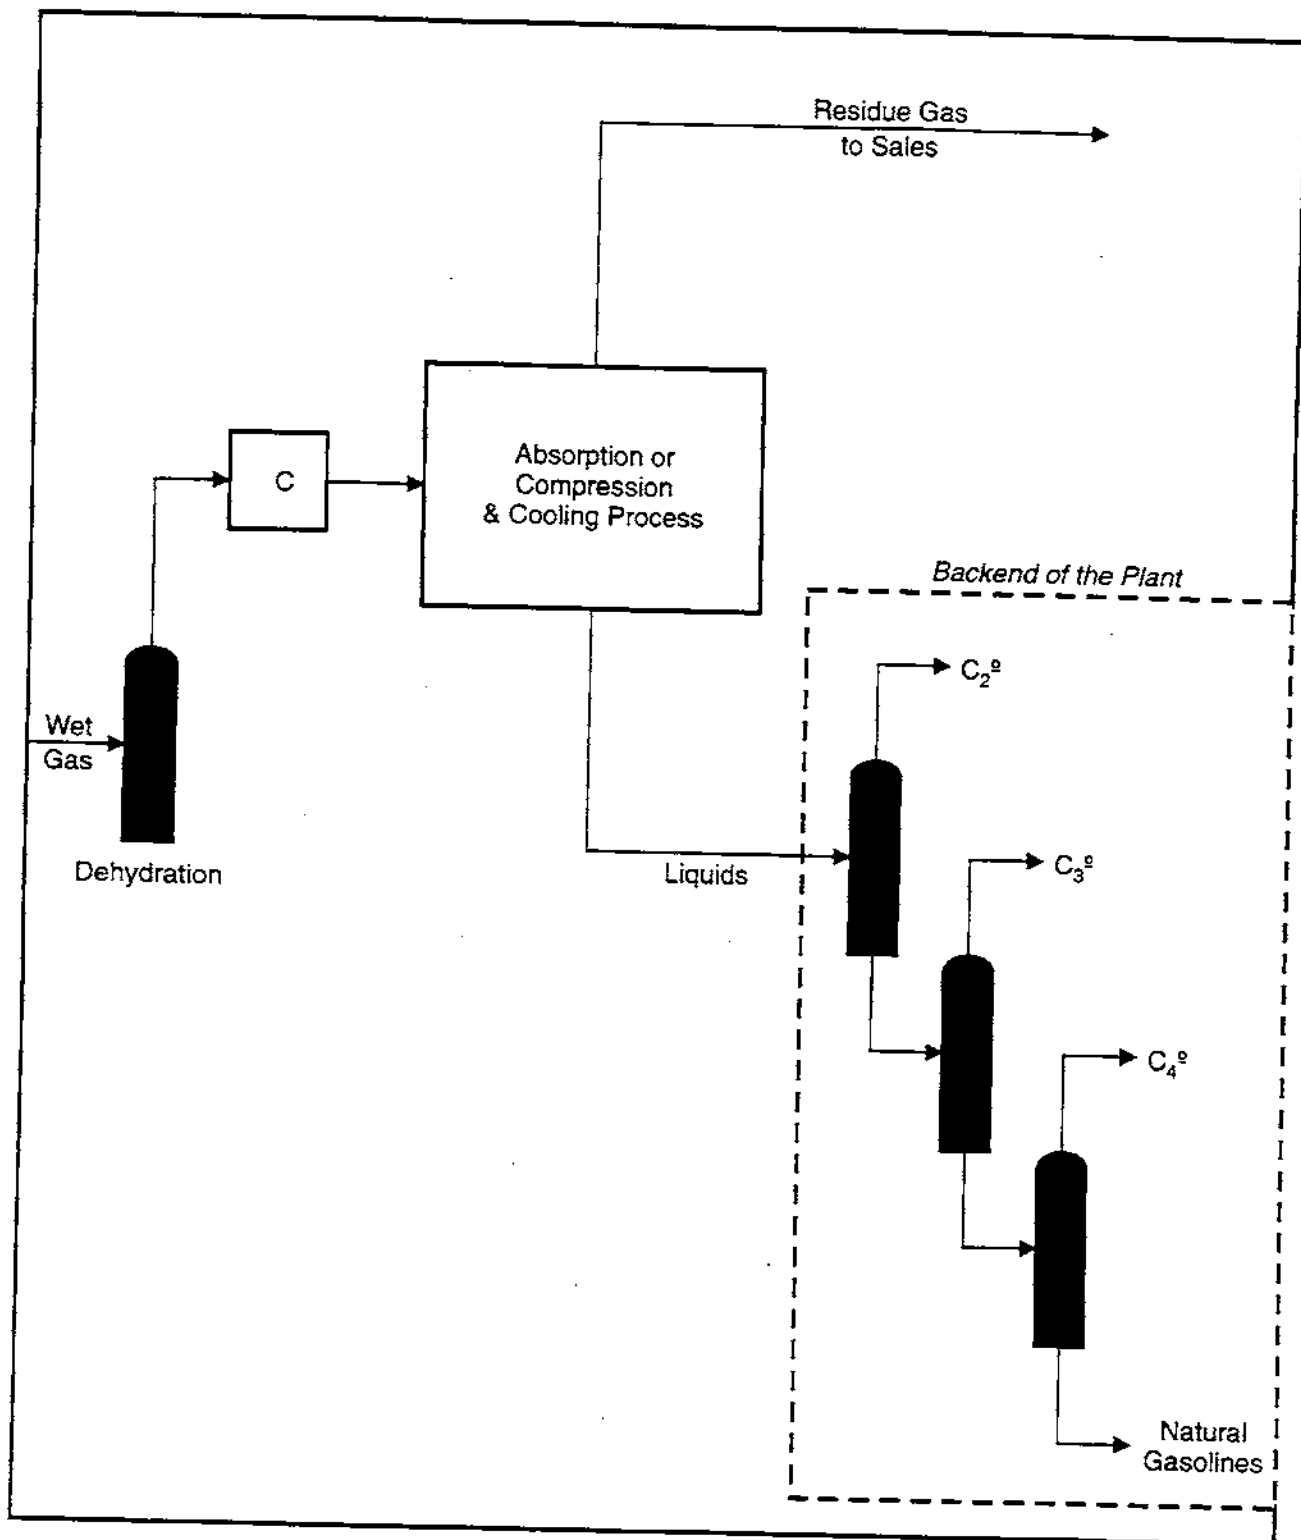 Residue Gas
to Sales
C
Absorption or
Compression
& Cooling Process
Backend of the Plant
C₂º
Wet
Gas
Dehydration
Liquids
C₃º
C₄º
Natural
Gasolines